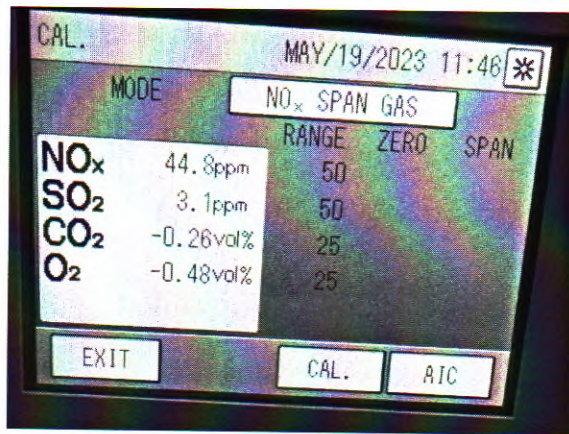 CAL. MAY/19/2023 11:46
MODE NOx SPAN GAS
RANGE ZERO SPAN
NOx 44.8ppm 50
SO2 3.1ppm 50
CO2 -0.26vol% 25
O2 -0.48vol% 25
EXIT CAL. AIC